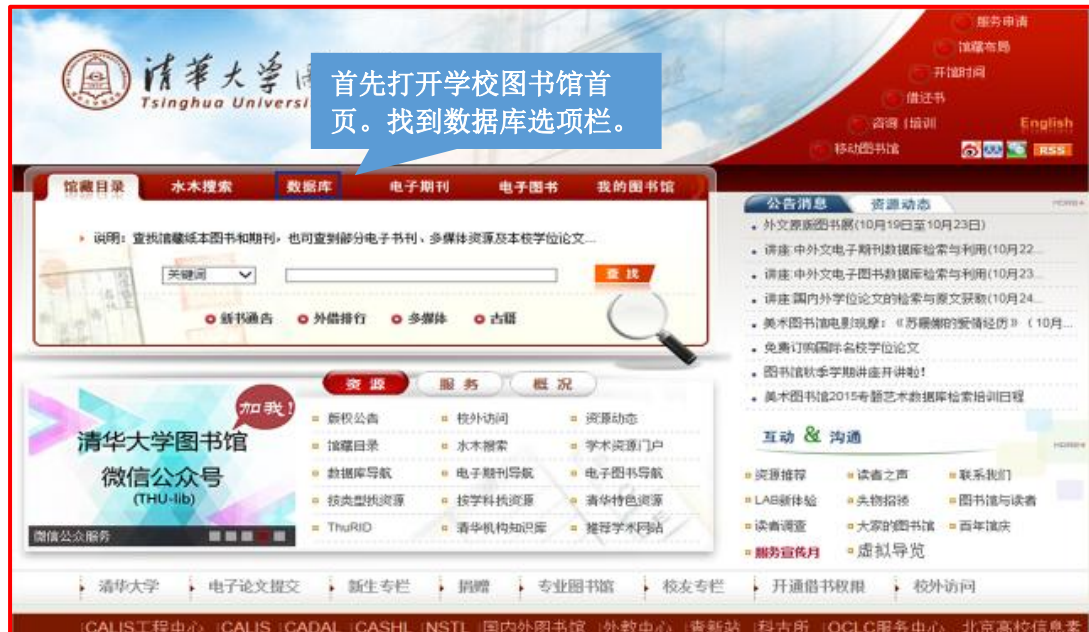 服务申请
馆藏布局
开馆时间
借还书
咨询 | 培训
移动图书馆
English
RSS
清华大学
Tsinghua Universi
首先打开学校图书馆首
页。找到数据库选项栏。
馆藏目录 水木搜索 数据库 电子期刊 电子图书 我的图书馆
说明：查找馆藏纸本图书和期刊，也可查到部分电子书刊、多媒体资源及本校学位论文...
关键词 查 找
新书通告 外借排行 多媒体 古籍
公告消息 资源动态
外文原版图书展(10月19日至10月23日)
讲座:中外文电子期刊数据库检索与利用(10月22...
讲座:中外文电子图书数据库检索与利用(10月23...
讲座:国内外学位论文的检索与原文获取(10月24...
美术图书馆电影观摩：《苏珊娜的爱情经历》（10月...
免费订购国际名校学位论文
图书馆秋季学期讲座开讲啦!
美术图书馆2015专题艺术数据库检索培训日程
资 源 服 务 概 况
加我!
清华大学图书馆
微信公众号
(THU-lib)
微信公众服务
版权公告 校外访问 资源动态
馆藏目录 水木搜索 学术资源门户
数据库导航 电子期刊导航 电子图书导航
按类型找资源 按学科找资源 清华特色资源
ThuRID 清华机构知识库 推荐学术网站
互动 & 沟通
资源推荐 读者之声 联系我们
LAB新体验 失物招领 图书馆与读者
读者调查 大家的图书馆 百年馆庆
服务宣传月 虚拟导览
清华大学 电子论文提交 新生专栏 捐赠 专业图书馆 校友专栏 开通借书权限 校外访问
|CALIS工程中心 |CALIS |CADAL |CASHL |NSTL |国内外图书馆 |外教中心 |清新站 |科古所 |OCLC服务中心 北京高校信息素